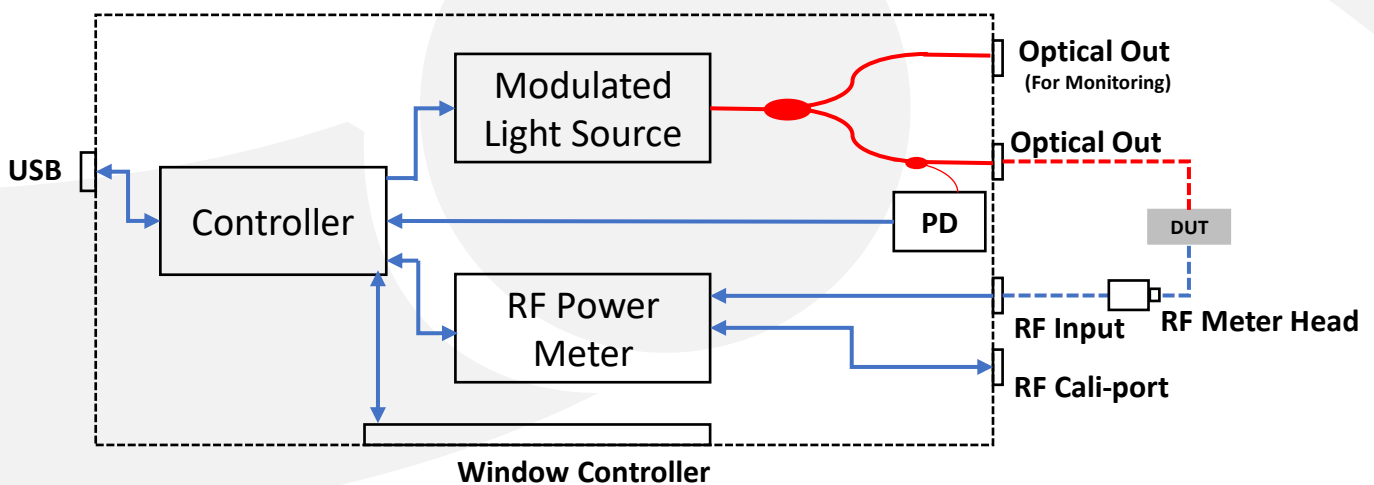 Optical Out
(For Monitoring)
Modulated
Light Source
Optical Out
USB
Controller
PD
DUT
RF Power
Meter
RF Input
RF Meter Head
RF Cali-port
Window Controller